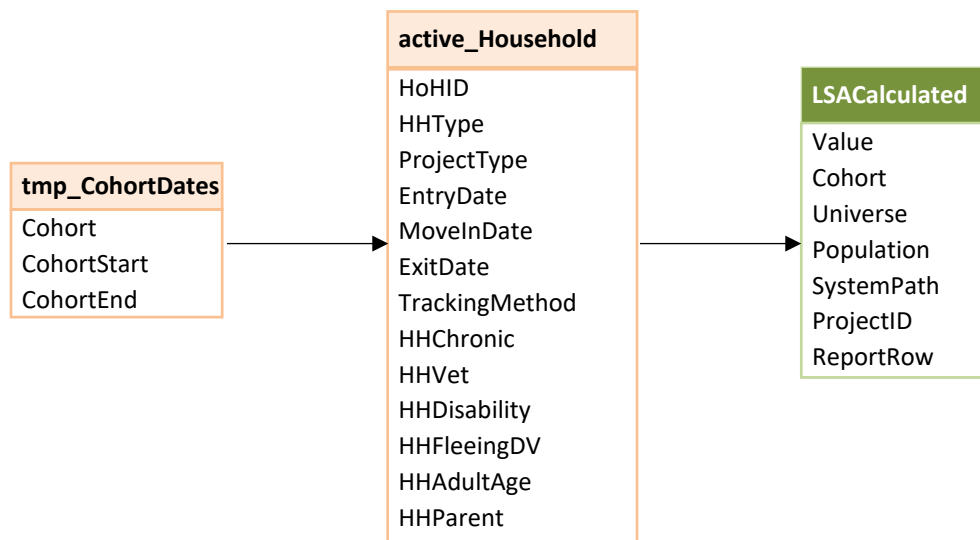 tmp_CohortDates
Cohort
CohortStart
CohortEnd
active_Household
HoHID
HHType
ProjectType
EntryDate
MoveInDate
ExitDate
TrackingMethod
HHChronic
HHVet
HHDisability
HHFleeingDV
HHAdultAge
HHParent
LSACalculated
Value
Cohort
Universe
Population
SystemPath
ProjectID
ReportRow